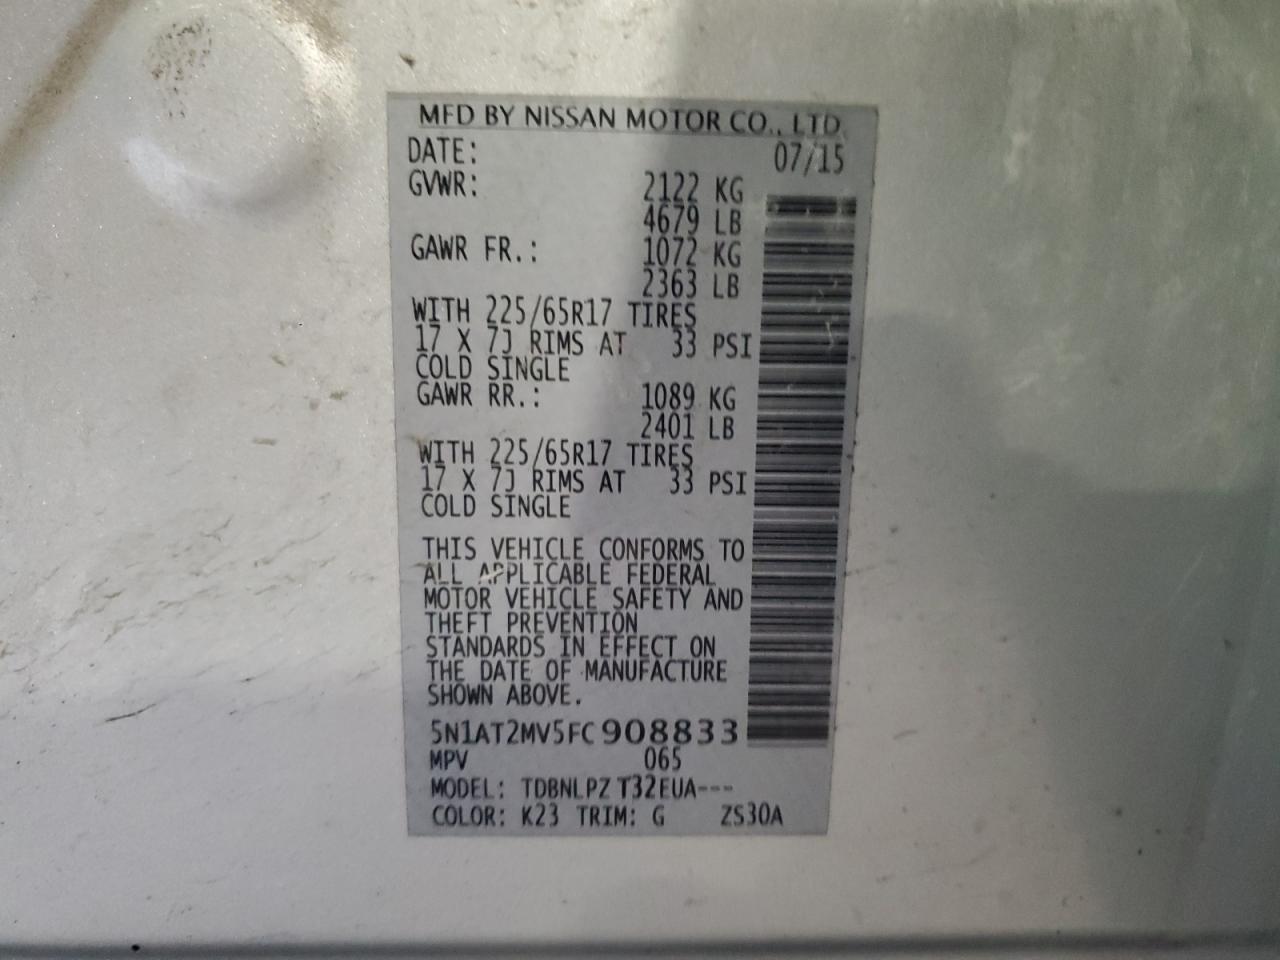 MFD BY NISSAN MOTOR CO., LTD.
DATE: 07/15
GVWR: 2122 KG
4679 LB
GAWR FR.: 1072 KG
2363 LB
WITH 225/65R17 TIRES
17 X 7J RIMS AT 33 PSI
COLD SINGLE
GAWR RR.: 1089 KG
2401 LB
WITH 225/65R17 TIRES
17 X 7J RIMS AT 33 PSI
COLD SINGLE
THIS VEHICLE CONFORMS TO
ALL APPLICABLE FEDERAL
MOTOR VEHICLE SAFETY AND
THEFT PREVENTION
STANDARDS IN EFFECT ON
THE DATE OF MANUFACTURE
SHOWN ABOVE.
5N1AT2MV5FC908833
MPV 065
MODEL: TDBNLPZ T32EUA---
COLOR: K23 TRIM: G ZS30A